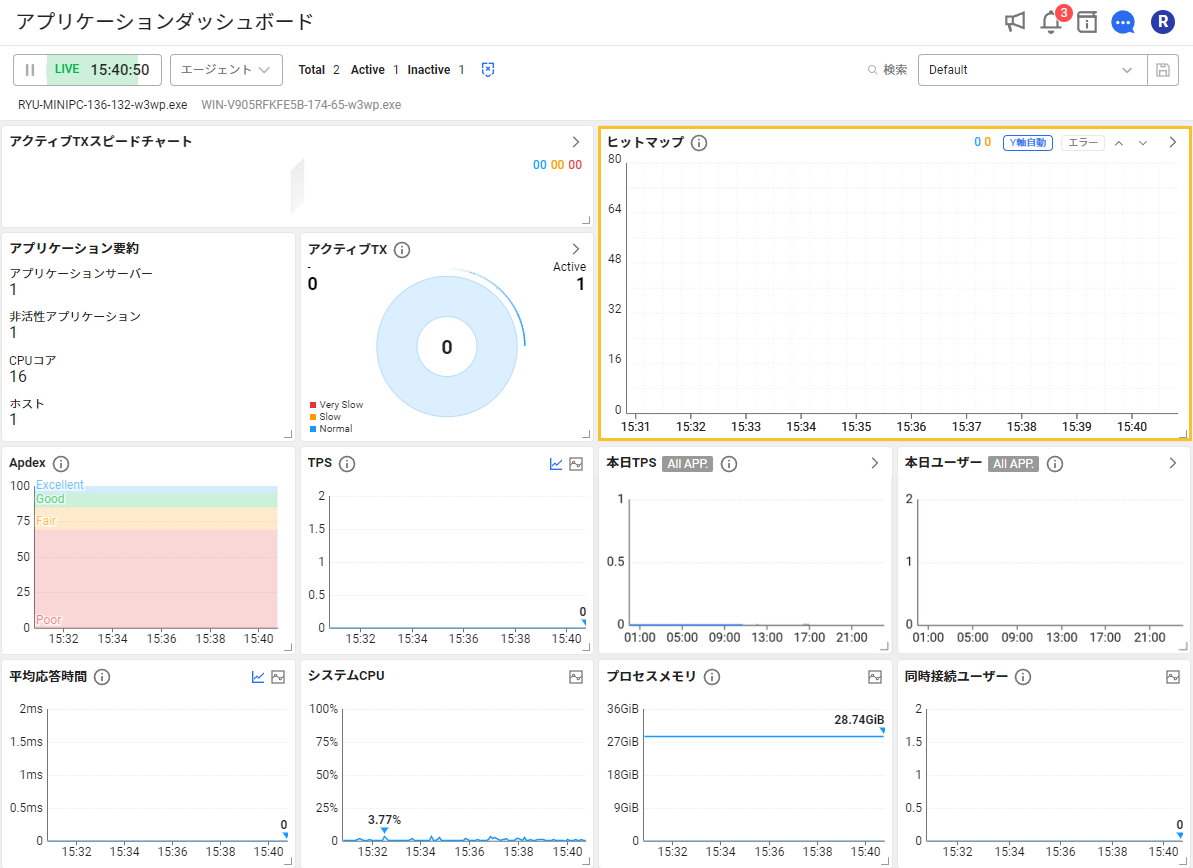 アプリケーションダッシュボード
3
R
LIVE 15:40:50
エージェント
Total 2 Active 1 Inactive 1
検索
Default
RYU-MINIPC-136-132-w3wp.exe WIN-V905RFKFE5B-174-65-w3wp.exe
アクティブTXスピードチャート
00 00 00
ヒットマップ
0 0 Y軸自動 エラー
80
64
48
32
16
0
15:31 15:32 15:33 15:34 15:35 15:36 15:37 15:38 15:39 15:40
アプリケーション要約
アプリケーションサーバー
1
非活性アプリケーション
1
CPUコア
16
ホスト
1
アクティブTX
-
0
Active
1
0
Very Slow
Slow
Normal
Apdex
100
75
50
25
0
Excellent
Good
Fair
Poor
15:32 15:34 15:36 15:38 15:40
TPS
2
1.5
1
0.5
0
0
15:32 15:34 15:36 15:38 15:40
本日TPS All APP.
1
0.5
0
01:00 05:00 09:00 13:00 17:00 21:00
本日ユーザー All APP.
2
1
0
01:00 05:00 09:00 13:00 17:00 21:00
平均応答時間
2ms
1.5ms
1ms
0.5ms
0
0
15:32 15:34 15:36 15:38 15:40
システムCPU
100%
75%
50%
25%
0
3.77%
15:32 15:34 15:36 15:38 15:40
プロセスメモリ
36GiB
27GiB
18GiB
9GiB
0
28.74GiB
15:32 15:34 15:36 15:38 15:40
同時接続ユーザー
2
1.5
1
0.5
0
0
15:32 15:34 15:36 15:38 15:40